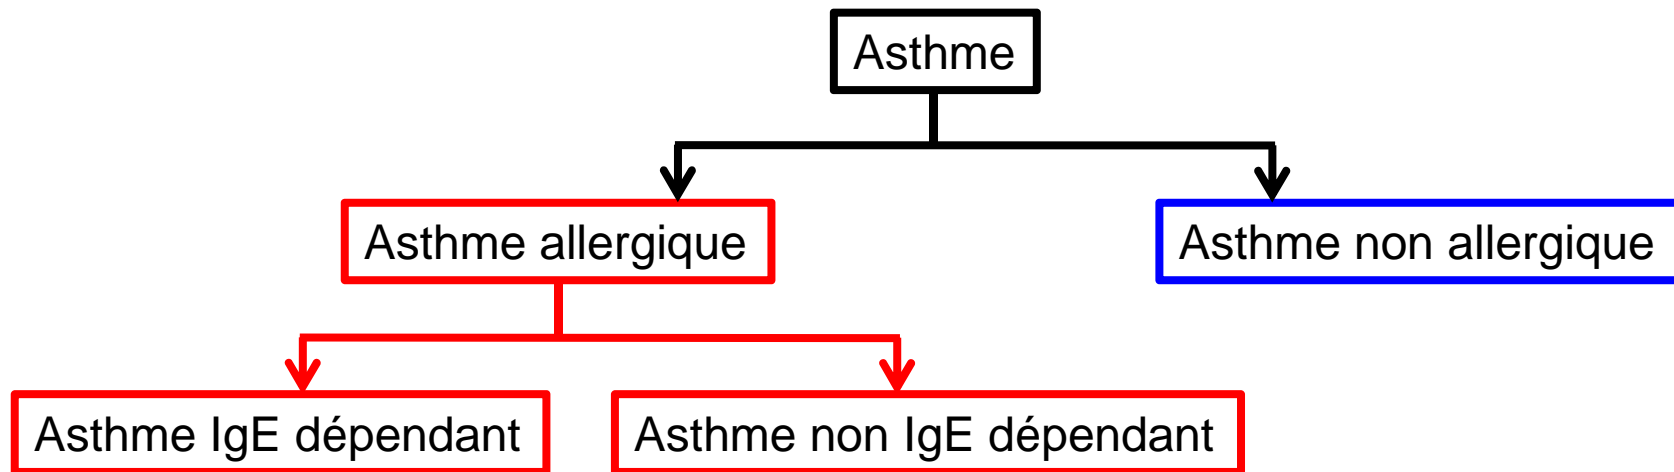 Asthme
Asthme allergique
Asthme non allergique
Asthme IgE dépendant
Asthme non IgE dépendant